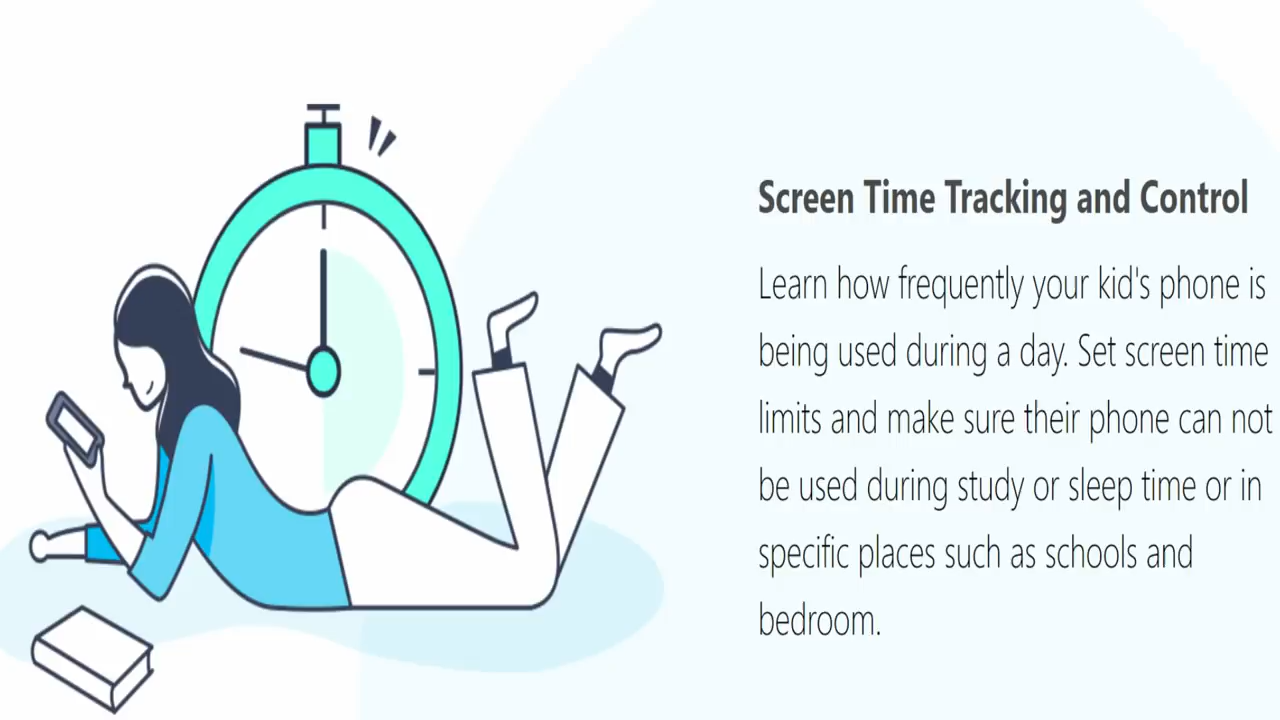 Screen Time Tracking and Control
Learn how frequently your kid's phone is
being used during a day. Set screen time
limits and make sure their phone can not
be used during study or sleep time or in
specific places such as schools and
bedroom.